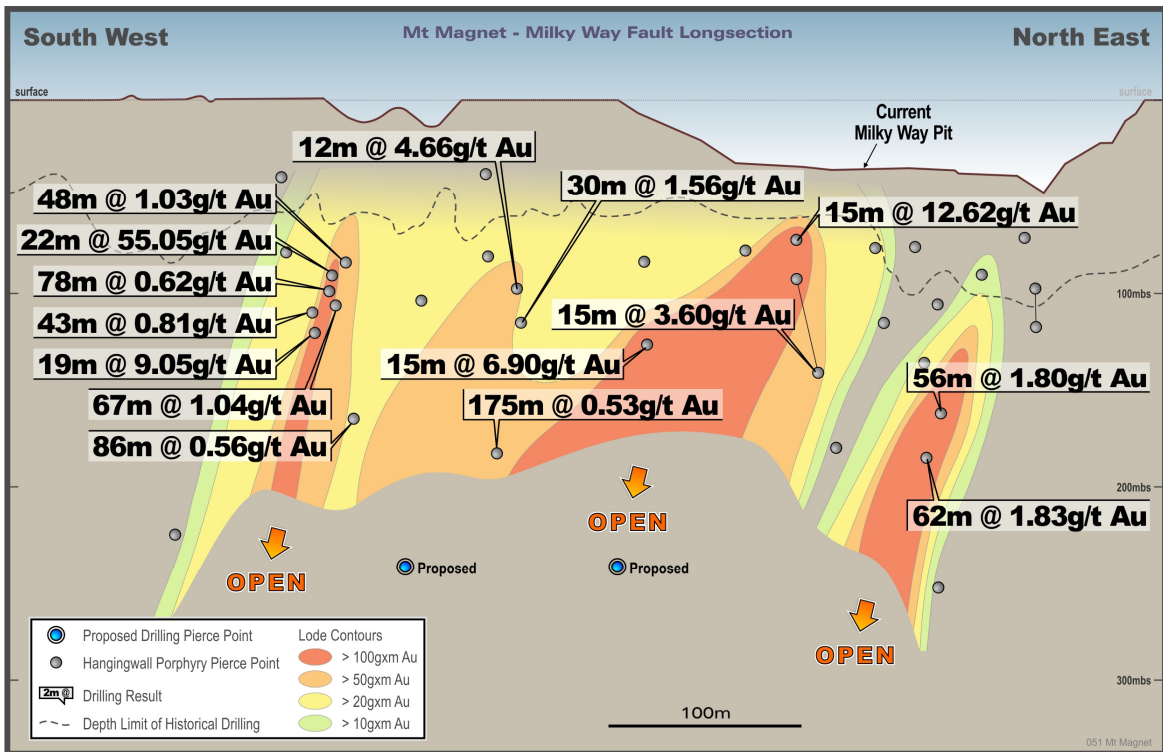 South West
Mt Magnet - Milky Way Fault Longsection
North East
surface
surface
Current
Milky Way Pit
12m @ 4.66g/t Au
30m @ 1.56g/t Au
48m @ 1.03g/t Au
15m @ 12.62g/t Au
22m @ 55.05g/t Au
78m @ 0.62g/t Au
100mbs
43m @ 0.81g/t Au
15m @ 3.60g/t Au
19m @ 9.05g/t Au
15m @ 6.90g/t Au
56m @ 1.80g/t Au
67m @ 1.04g/t Au
175m @ 0.53g/t Au
86m @ 0.56g/t Au
200mbs
62m @ 1.83g/t Au
OPEN
OPEN
Proposed
Proposed
OPEN
Proposed Drilling Pierce Point
Hangingwall Porphyry Pierce Point
2m @
Drilling Result
Depth Limit of Historical Drilling
Lode Contours
> 100gxm Au
> 50gxm Au
> 20gxm Au
> 10gxm Au
300mbs
100m
051 Mt Magnet